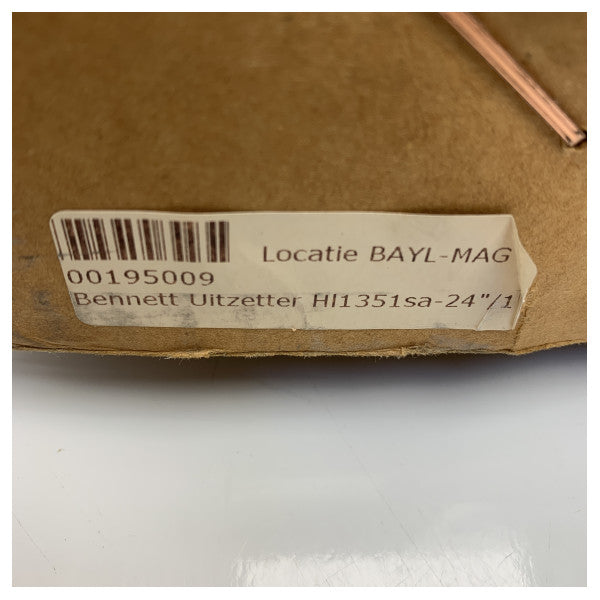 Locatie BAYL-MAG
00195009
Bennett Uitzetter Hl1351sa-24"/1